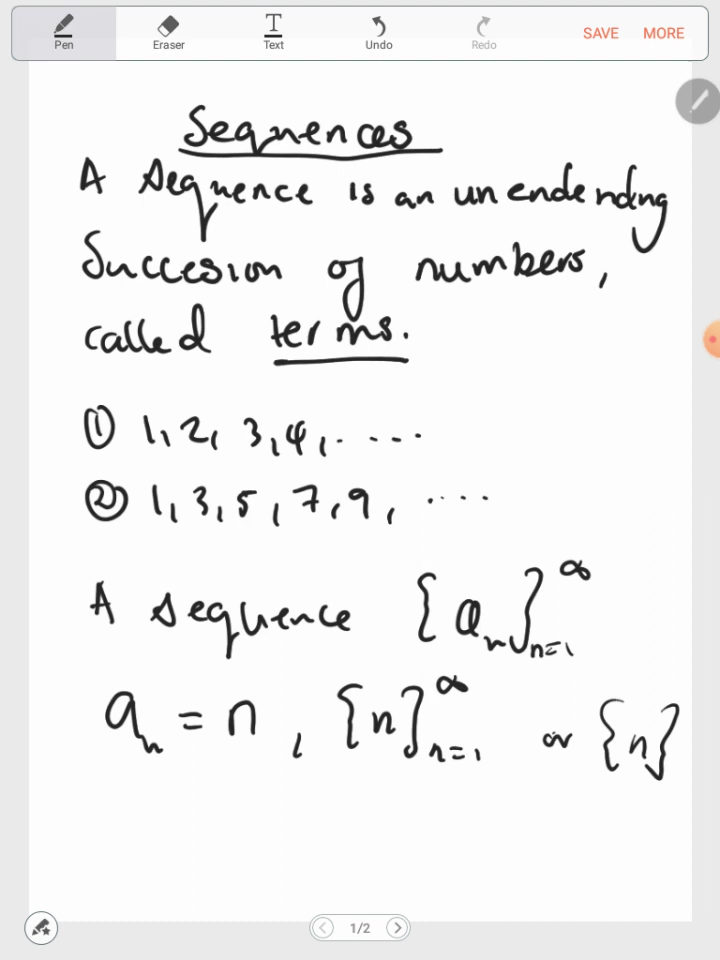 Pen Eraser Text Undo Redo SAVE MORE
Sequences
A sequence is an unendending
Succesion of numbers,
called terms.
① 1, 2, 3, 4, . ....
② 1, 3, 5, 7, 9, ....
A sequence {aₙ}ₙ₌₁^∞
aₙ = n , {n}ₙ₌₁^∞ or {n}
1/2